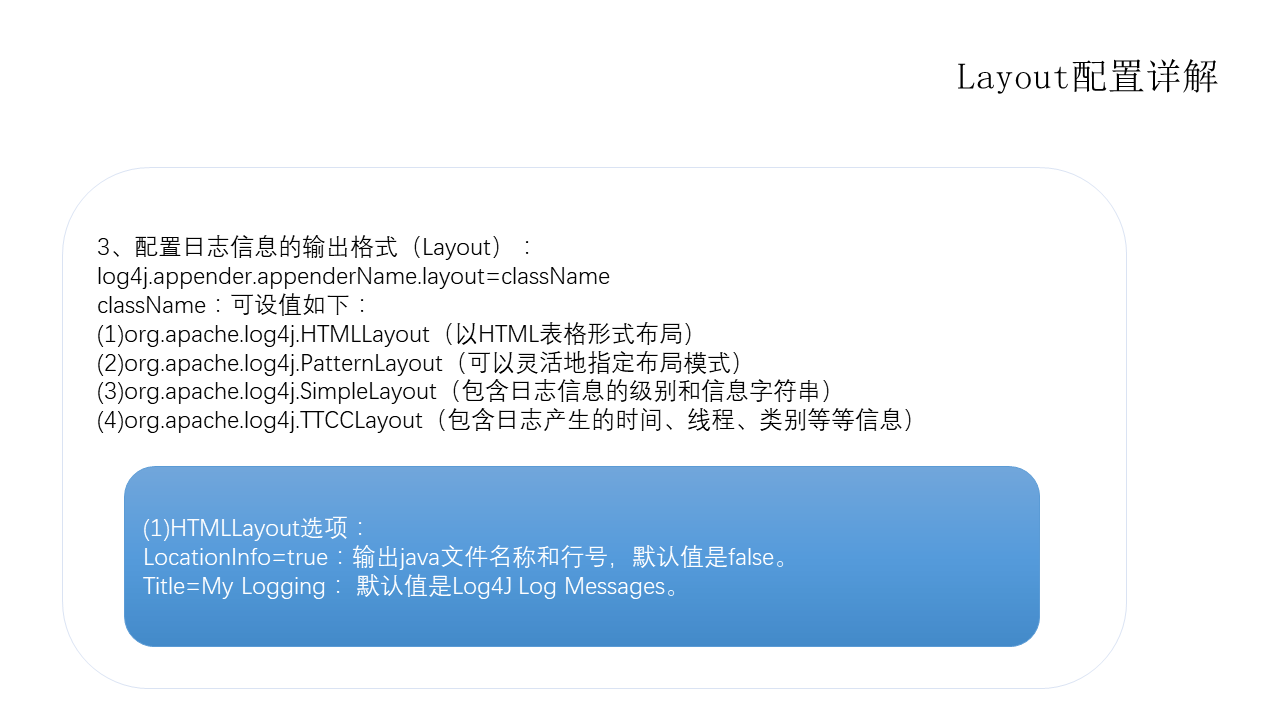 Layout配置详解
3、配置日志信息的输出格式（Layout）：
log4j.appender.appenderName.layout=className
className：可设值如下：
(1)org.apache.log4j.HTMLLayout（以HTML表格形式布局）
(2)org.apache.log4j.PatternLayout（可以灵活地指定布局模式）
(3)org.apache.log4j.SimpleLayout（包含日志信息的级别和信息字符串）
(4)org.apache.log4j.TTCCLayout（包含日志产生的时间、线程、类别等等信息）
(1)HTMLLayout选项：
LocationInfo=true：输出java文件名称和行号，默认值是false。
Title=My Logging： 默认值是Log4J Log Messages。